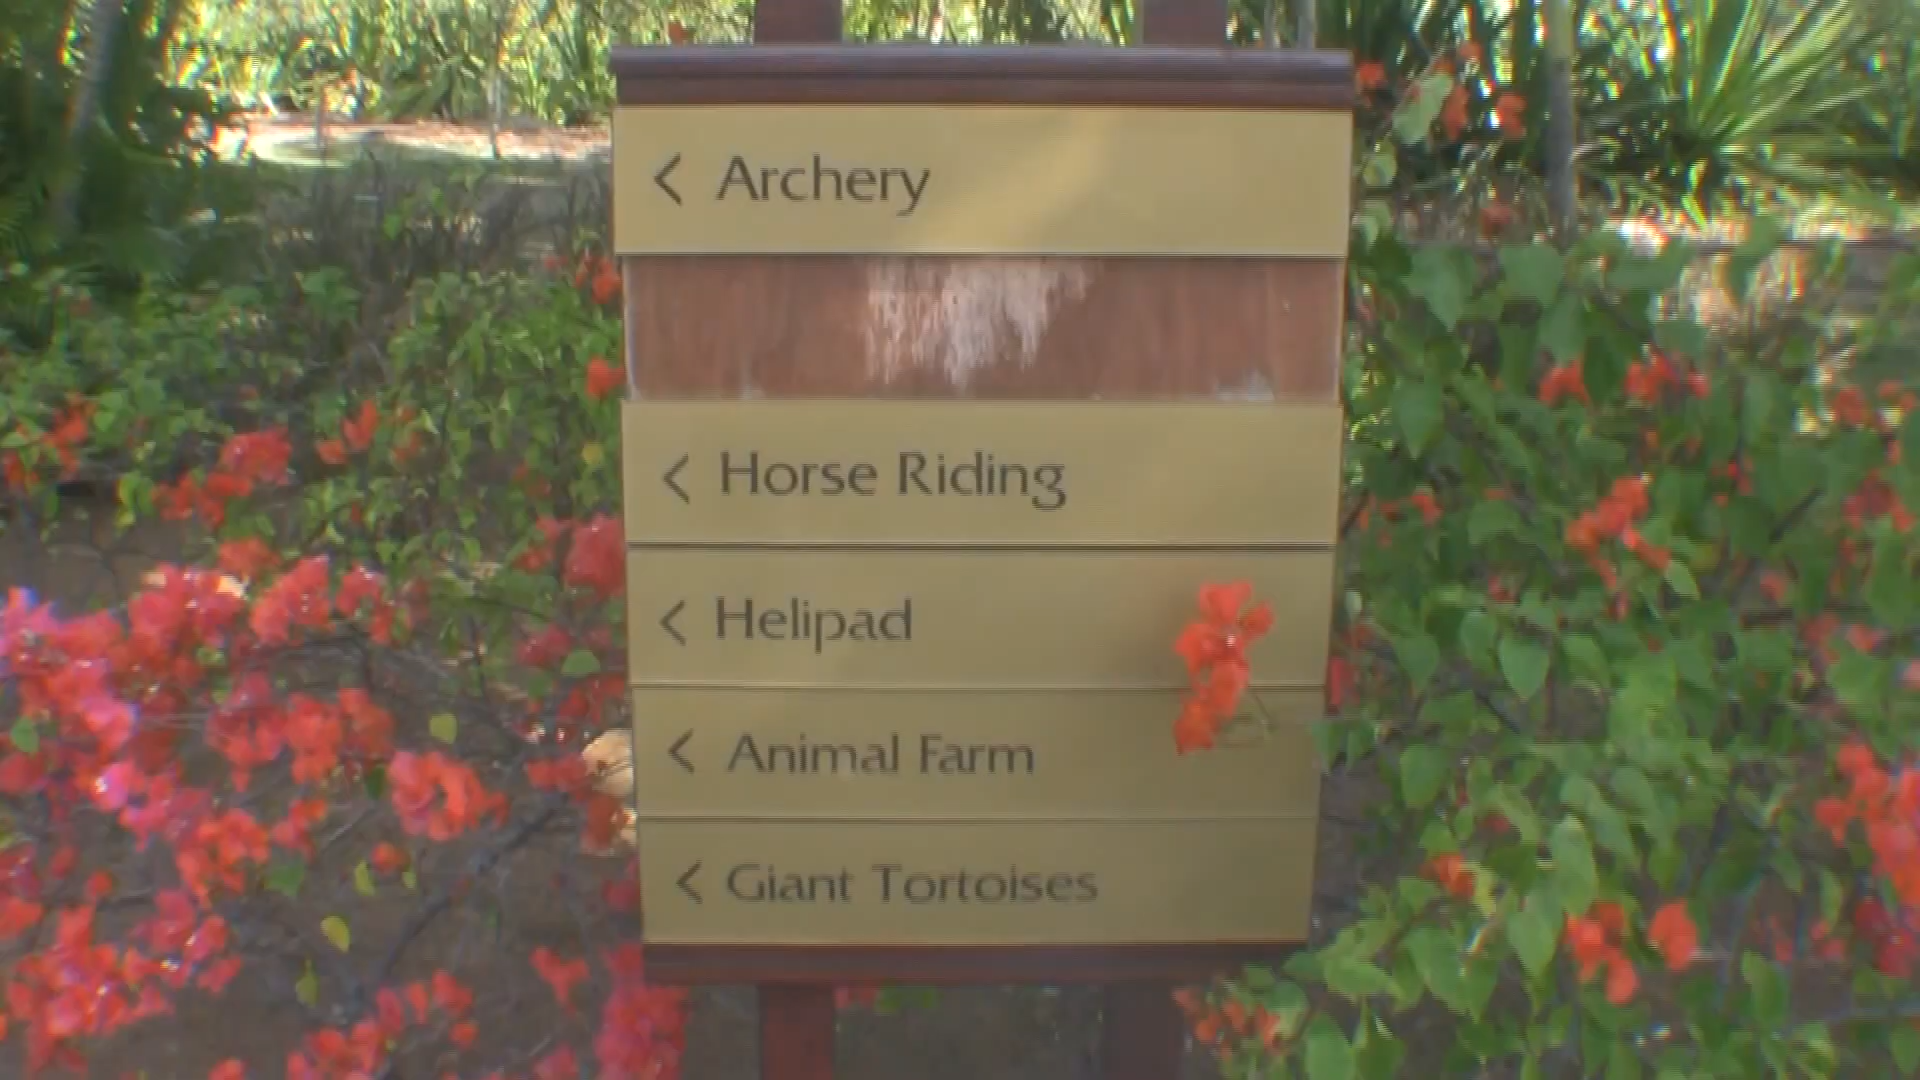 < Archery
< Horse Riding
< Helipad
< Animal Farm
< Giant Tortoises